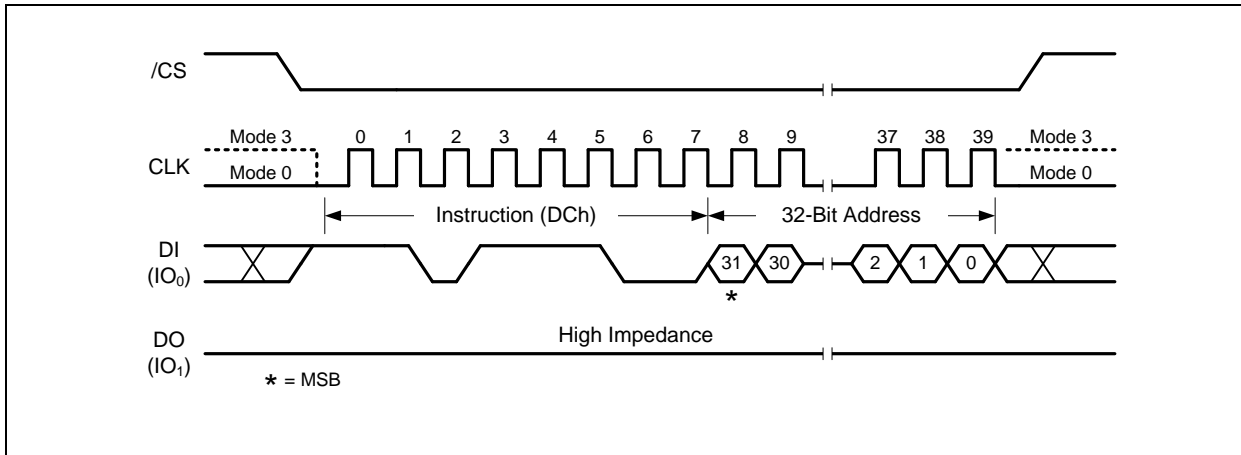 /CS
Mode 3 0 1 2 3 4 5 6 7 8 9 37 38 39 Mode 3
CLK
Mode 0 Mode 0
Instruction (DCh) 32-Bit Address
DI
(IO0)
31 30 2 1 0
*
High Impedance
DO
(IO1)
* = MSB